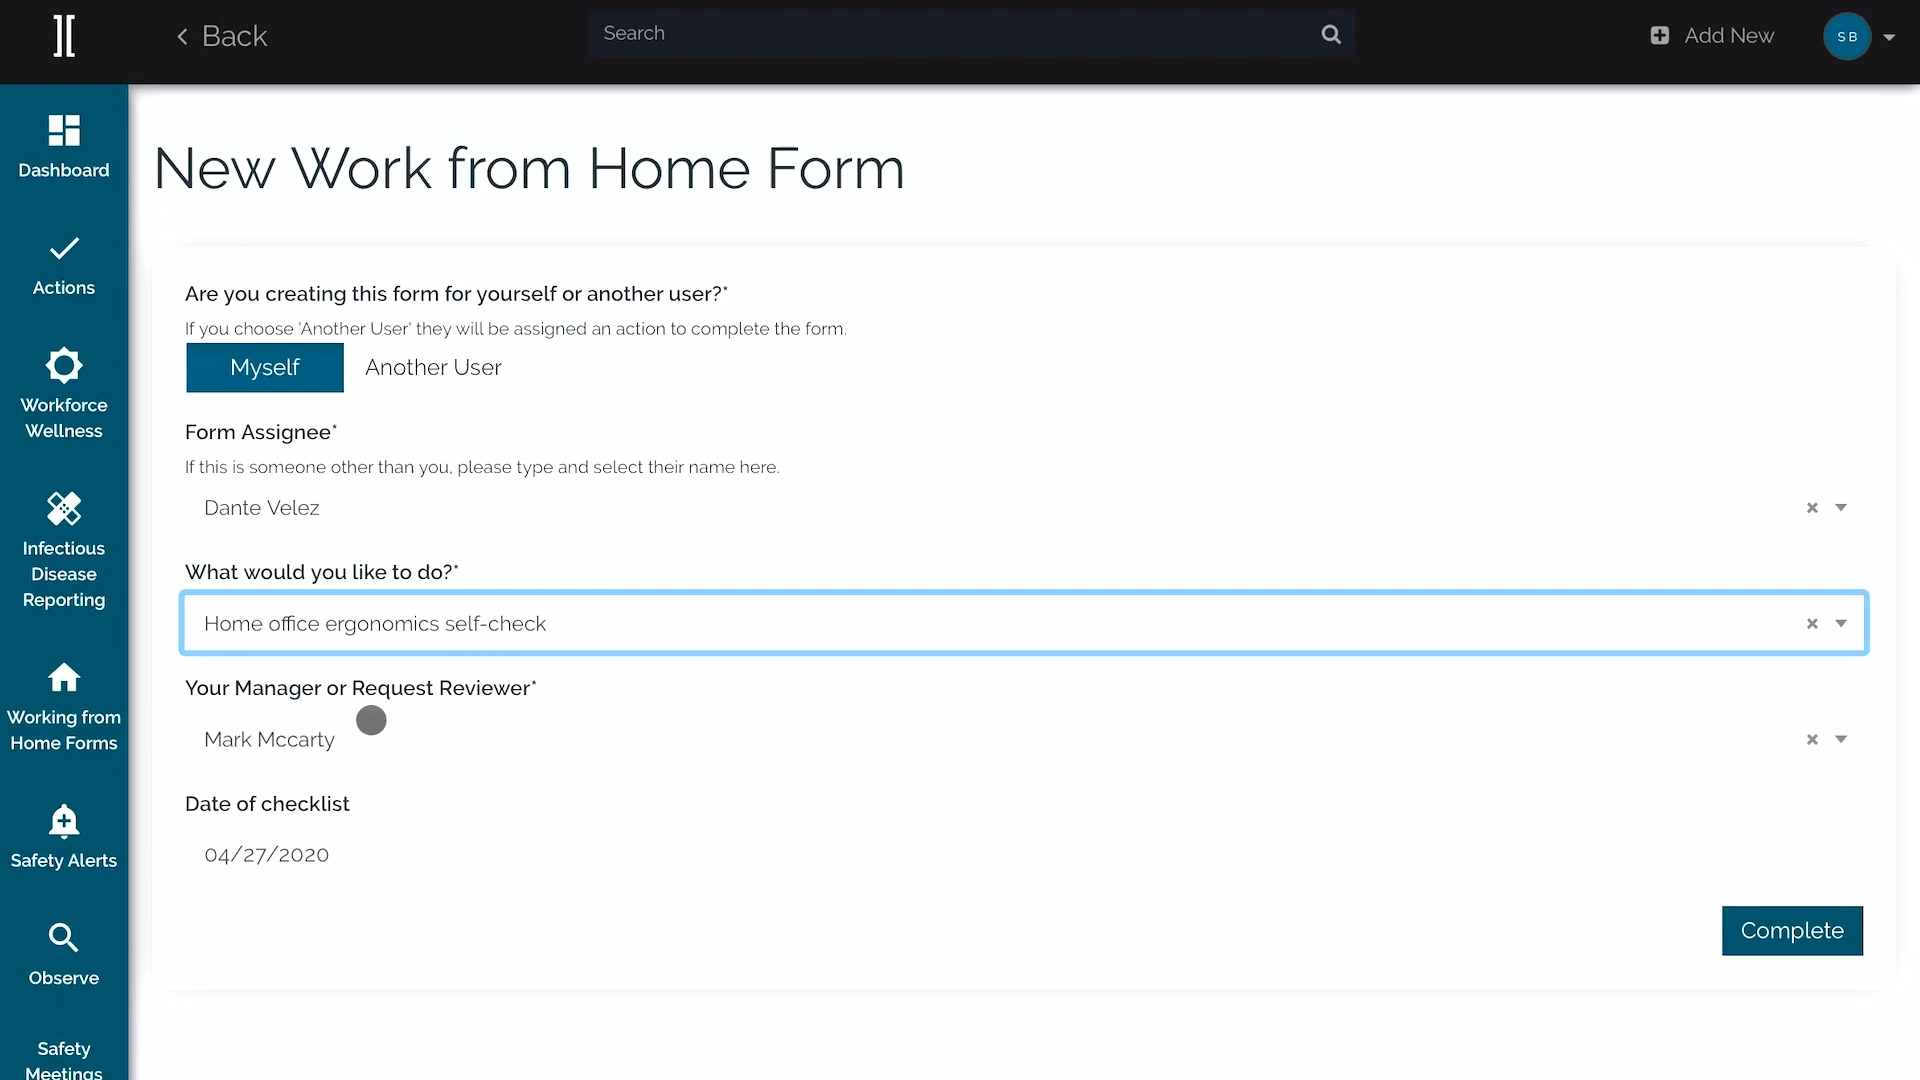 ][
Back
Search
Add New
SB
Dashboard
Actions
Workforce
Wellness
Infectious
Disease
Reporting
Working from
Home Forms
Safety Alerts
Observe
Safety
Meetings
New Work from Home Form
Are you creating this form for yourself or another user?*
If you choose 'Another User' they will be assigned an action to complete the form.
Myself Another User
Form Assignee*
If this is someone other than you, please type and select their name here.
Dante Velez
What would you like to do?*
Home office ergonomics self-check
Your Manager or Request Reviewer*
Mark Mccarty
Date of checklist
04/27/2020
Complete